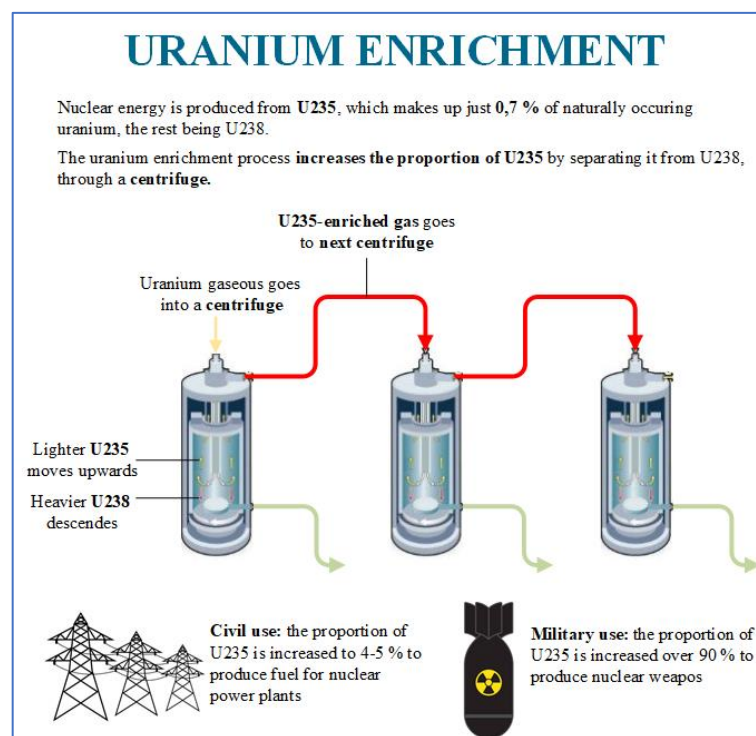 URANIUM ENRICHMENT
Nuclear energy is produced from U235, which makes up just 0,7 % of naturally occuring
uranium, the rest being U238.
The uranium enrichment process increases the proportion of U235 by separating it from U238,
through a centrifuge.
U235-enriched gas goes
to next centrifuge
Uranium gaseous goes
into a centrifuge
Lighter U235
moves upwards
Heavier U238
descendes
Civil use: the proportion of
U235 is increased to 4-5 % to
produce fuel for nuclear
power plants
Military use: the proportion of
U235 is increased over 90 % to
produce nuclear weapos